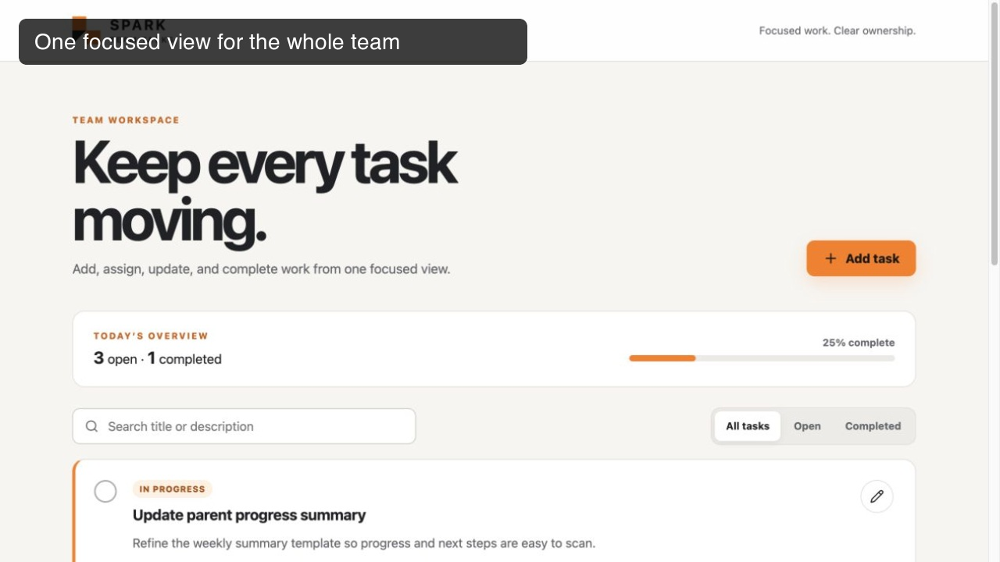 SPARK
One focused view for the whole team
Focused work. Clear ownership.
TEAM WORKSPACE
Keep every task
moving.
Add, assign, update, and complete work from one focused view.
+ Add task
TODAY'S OVERVIEW
3 open · 1 completed
25% complete
Search title or description
All tasks
Open
Completed
IN PROGRESS
Update parent progress summary
Refine the weekly summary template so progress and next steps are easy to scan.